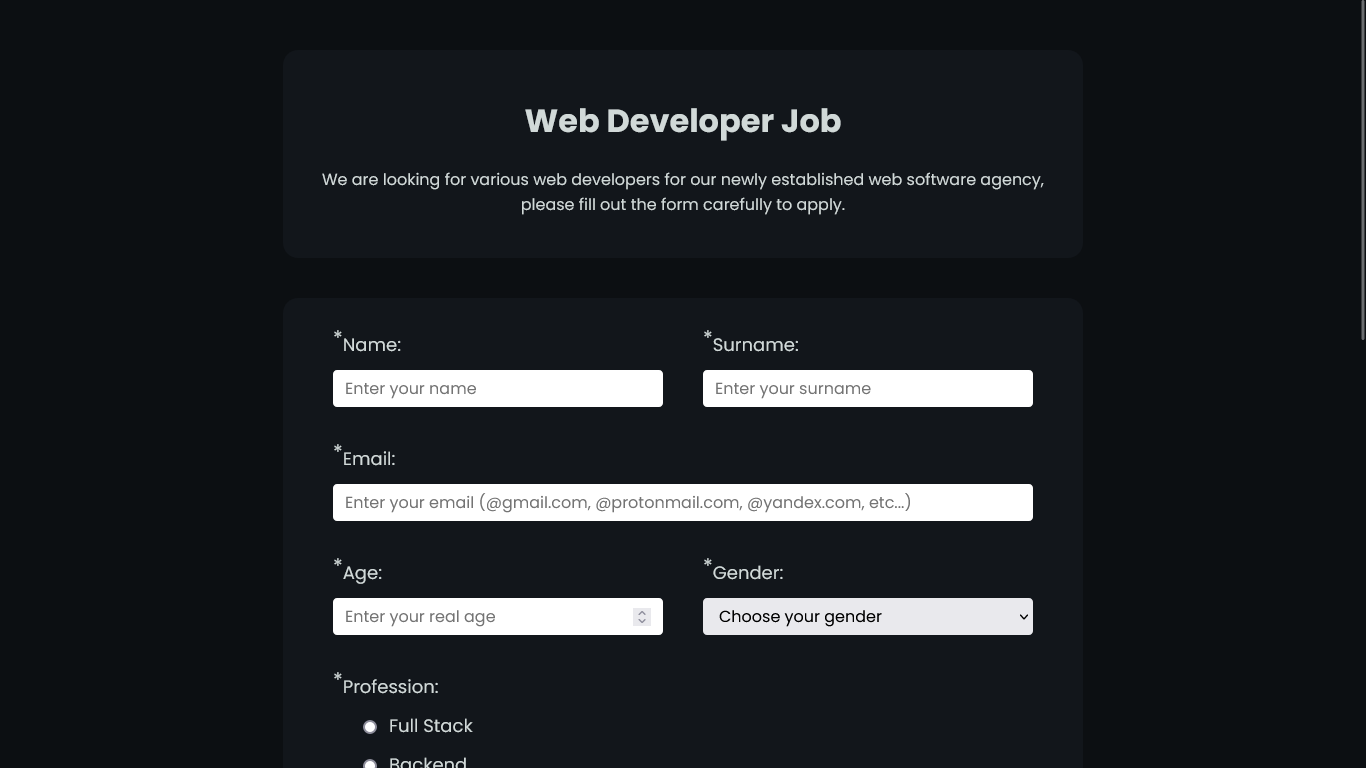 Web Developer Job
We are looking for various web developers for our newly established web software agency,
please fill out the form carefully to apply.
*Name:
*Surname:
Enter your name
Enter your surname
*Email:
Enter your email (@gmail.com, @protonmail.com, @yandex.com, etc...)
*Age:
*Gender:
Enter your real age
Choose your gender
*Profession:
Full Stack
Backend